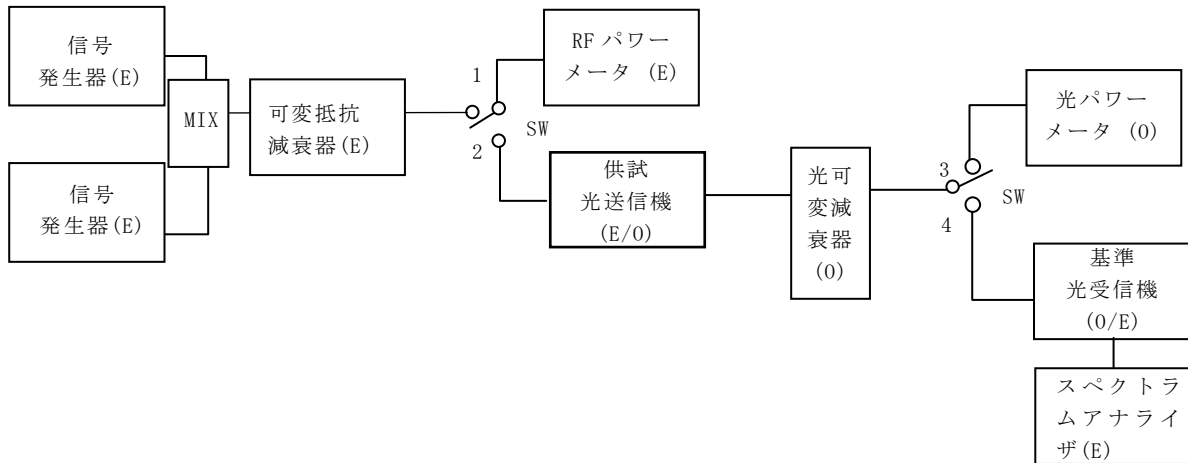 信号
発生器(E)
MIX
可変抵抗
減衰器(E)
信号
発生器(E)
1
2
SW
RF パワー
メータ (E)
供試
光送信機
(E/O)
光可
変減
衰器
(O)
3
4
SW
光パワー
メータ(O)
基準
光受信機
(O/E)
スペクトラ
ムアナライ
ザ(E)